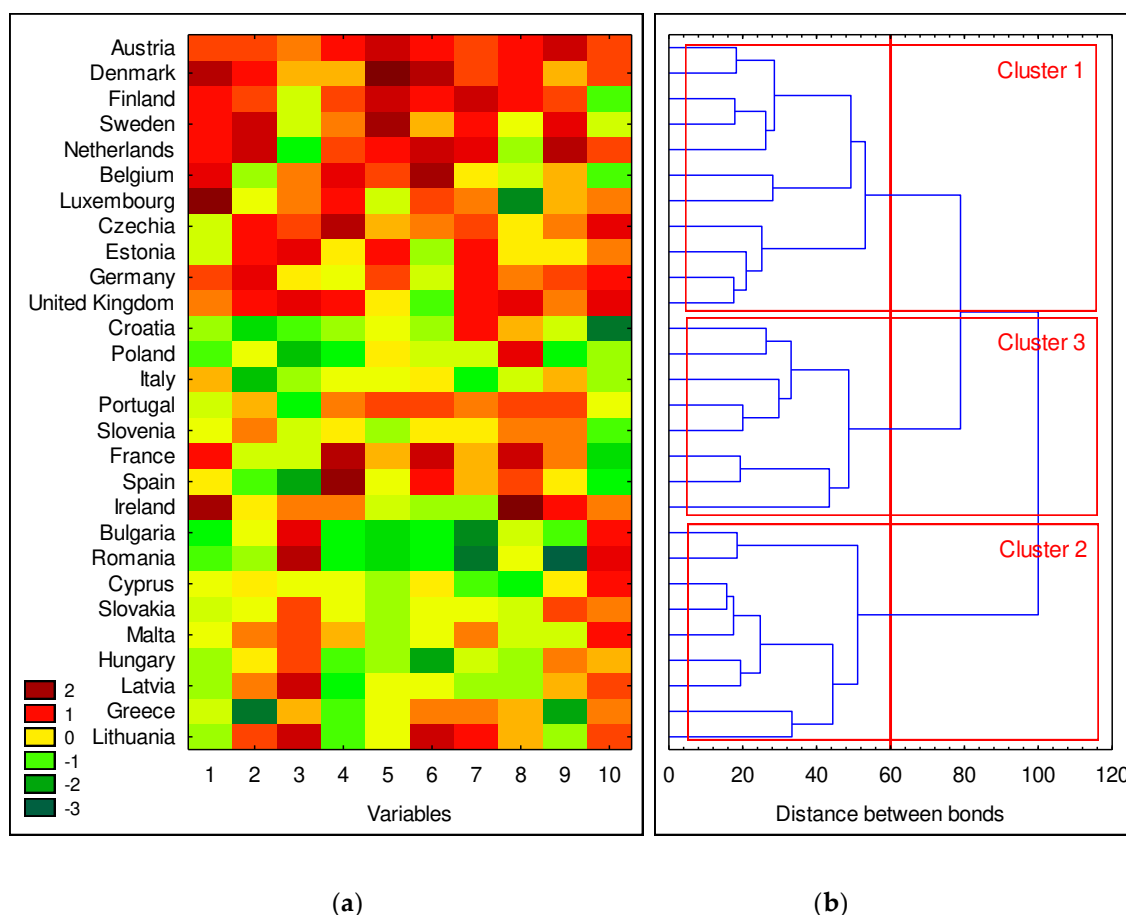 Austria
Denmark
Finland
Sweden
Netherlands
Belgium
Luxembourg
Czechia
Estonia
Germany
United Kingdom
Croatia
Poland
Italy
Portugal
Slovenia
France
Spain
Ireland
Bulgaria
Romania
Cyprus
Slovakia
Malta
Hungary
Latvia
Greece
Lithuania
2
1
0
-1
-2
-3
1 2 3 4 5 6 7 8 9 10
Variables
Cluster 1
Cluster 3
Cluster 2
0 20 40 60 80 100 120
Distance between bonds
(a) (b)